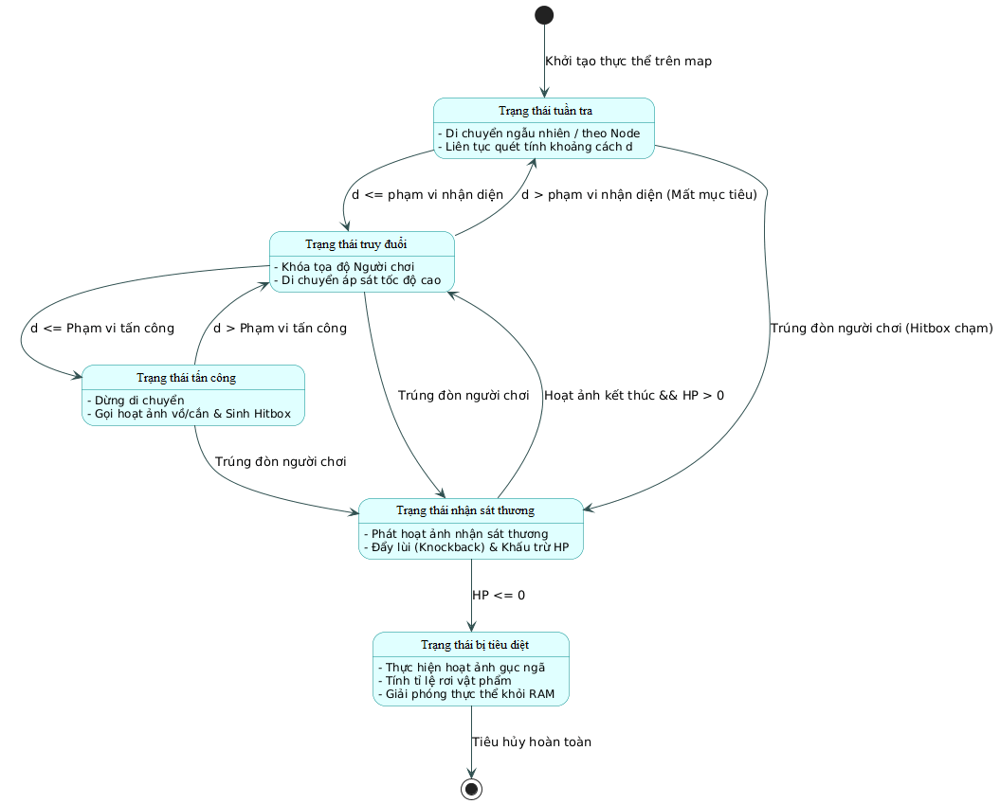 Khởi tạo thực thể trên map
Trạng thái tuần tra
- Di chuyển ngẫu nhiên / theo Node
- Liên tục quét tính khoảng cách d
d <= phạm vi nhận diện
d > phạm vi nhận diện (Mất mục tiêu)
Trạng thái truy đuổi
- Khóa tọa độ Người chơi
- Di chuyển áp sát tốc độ cao
d <= Phạm vi tấn công
d > Phạm vi tấn công
Trúng đòn người chơi (Hitbox chạm)
Trạng thái tấn công
- Dừng di chuyển
- Gọi hoạt ảnh vồ/cắn & Sinh Hitbox
Trúng đòn người chơi
Hoạt ảnh kết thúc && HP > 0
Trúng đòn người chơi
Trạng thái nhận sát thương
- Phát hoạt ảnh nhận sát thương
- Đẩy lùi (Knockback) & Khấu trừ HP
HP <= 0
Trạng thái bị tiêu diệt
- Thực hiện hoạt ảnh gục ngã
- Tính tỉ lệ rơi vật phẩm
- Giải phóng thực thể khỏi RAM
Tiêu hủy hoàn toàn